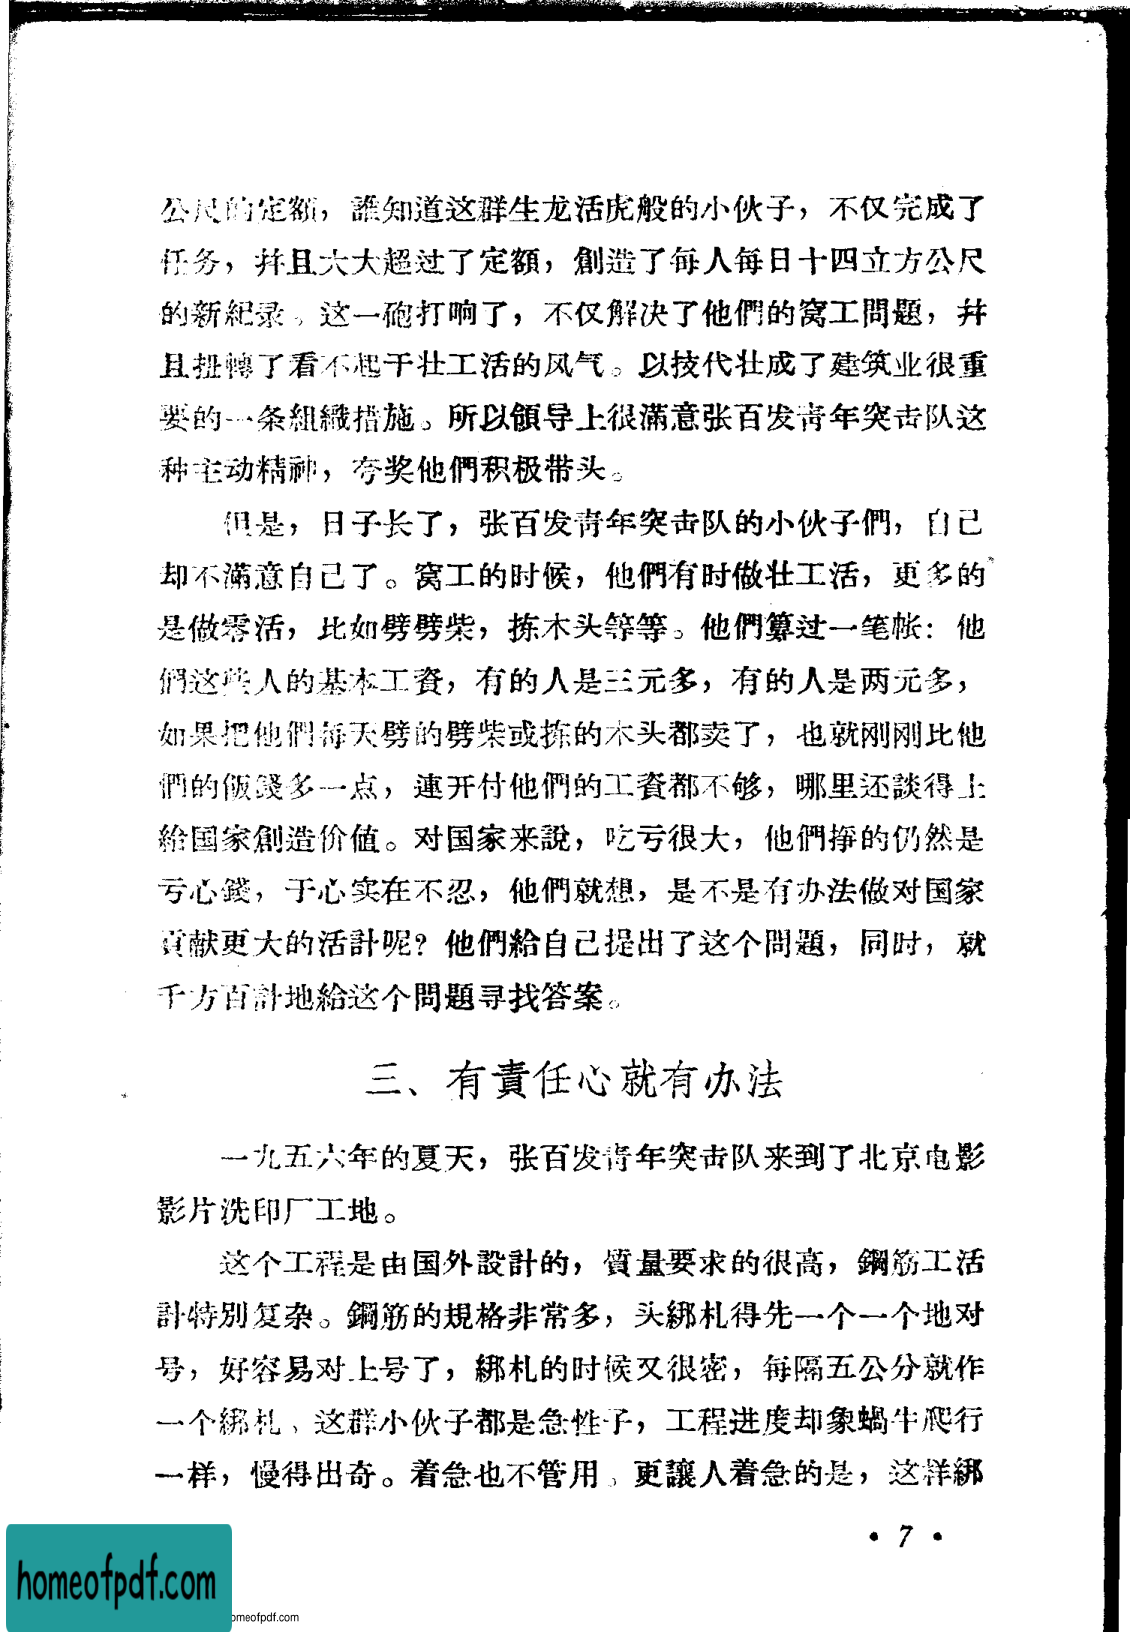 公尺的定額，誰知道这群生龙活虎般的小伙子，不仅完成了
任务，幷且大大超过了定額，創造了每人每日十四立方公尺
的新紀录。这一砲打响了，不仅解决了他們的窝工問題，幷
且扭轉了看不起干壮工活的风气。以技代壮成了建筑业很重
要的一条組織措施。所以領导上很滿意张百发青年突击队这
种主动精神，夸奖他們积极带头。
但是，日子长了，张百发青年突击队的小伙子們，自己
却不滿意自己了。窝工的时候，他們有时做壮工活，更多的
是做零活，比如劈劈柴，拣木头等等。他們算过一笔帐：他
們这些人的基本工資，有的人是三元多，有的人是两元多，
如果把他們每天劈的劈柴或拣的木头都卖了，也就刚刚比他
們的飯錢多一点，連开付他們的工資都不够，哪里还談得上
給国家創造价值。对国家来說，吃亏很大，他們掙的仍然是
亏心錢，于心实在不忍，他們就想，是不是有办法做对国家
貢献更大的活計呢？他們給自己提出了这个問題，同时，就
千方百計地給这个問題寻找答案。
三、有責任心就有办法
一九五六年的夏天，张百发青年突击队来到了北京电影
影片洗印厂工地。
这个工程是由国外設計的，質量要求的很高，鋼筋工活
計特別复杂。鋼筋的規格非常多，头綁札得先一个一个地对
号，好容易对上号了，綁札的时候又很密，每隔五公分就作
一个綁札。这群小伙子都是急性子，工程进度却象蝸牛爬行
一样，慢得出奇。着急也不管用。更讓人着急的是，这样綁
• 7 •
homeofpdf.com
omeofpdf.com